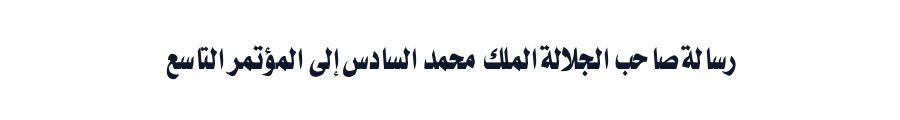 رسالة صاحب الجلالة الملك محمد السادس إلى المؤتمر التاسع